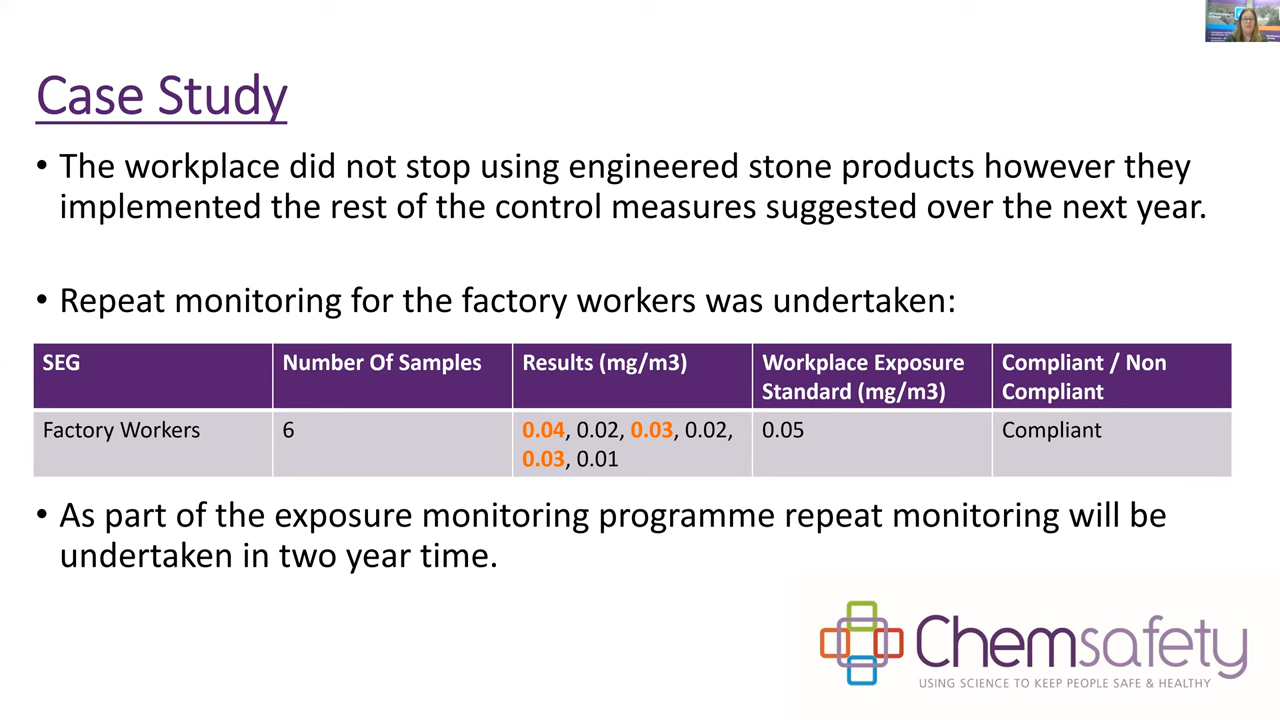 Case Study
• The workplace did not stop using engineered stone products however they
implemented the rest of the control measures suggested over the next year.
• Repeat monitoring for the factory workers was undertaken:
SEG
Number Of Samples
Results (mg/m3)
Workplace Exposure
Standard (mg/m3)
Compliant / Non
Compliant
Factory Workers
6
0.04, 0.02, 0.03, 0.02,
0.03, 0.01
0.05
Compliant
• As part of the exposure monitoring programme repeat monitoring will be
undertaken in two year time.
Chemsafety
USING SCIENCE TO KEEP PEOPLE SAFE & HEALTHY